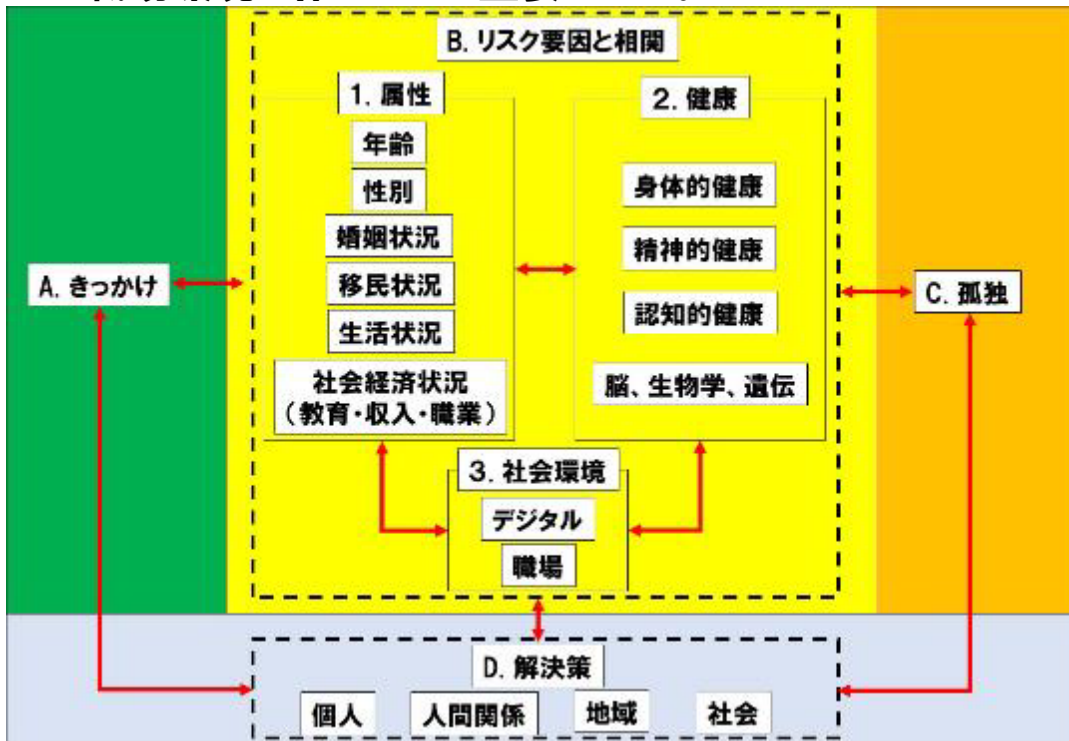 B. リスク要因と相関
1. 属性
年齢
性別
婚姻状況
移民状況
生活状況
社会経済状況
(教育・収入・職業)
2. 健康
身体的健康
精神的健康
認知的健康
脳、生物学、遺伝
3. 社会環境
デジタル
職場
A. きっかけ
C. 孤独
D. 解決策
個人
人間関係
地域
社会